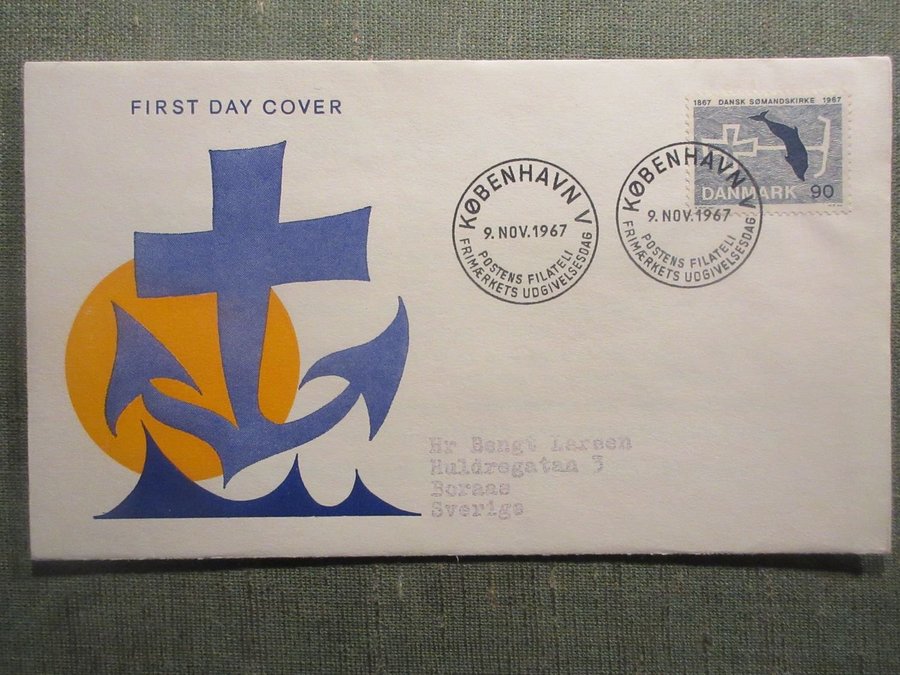 FIRST DAY COVER
1867 DANSK SØMANDSKIRKE 1967
DANMARK 90
KØBENHAVN V
9. NOV. 1967
POSTENS FILATELI
FRIMÆRKETS UDGIVELSESDAG
KØBENHAVN V
9. NOV. 1967
POSTENS FILATELI
FRIMÆRKETS UDGIVELSESDAG
Hr Bengt Larsen
Huldregatan 3
Boraas
Sverige